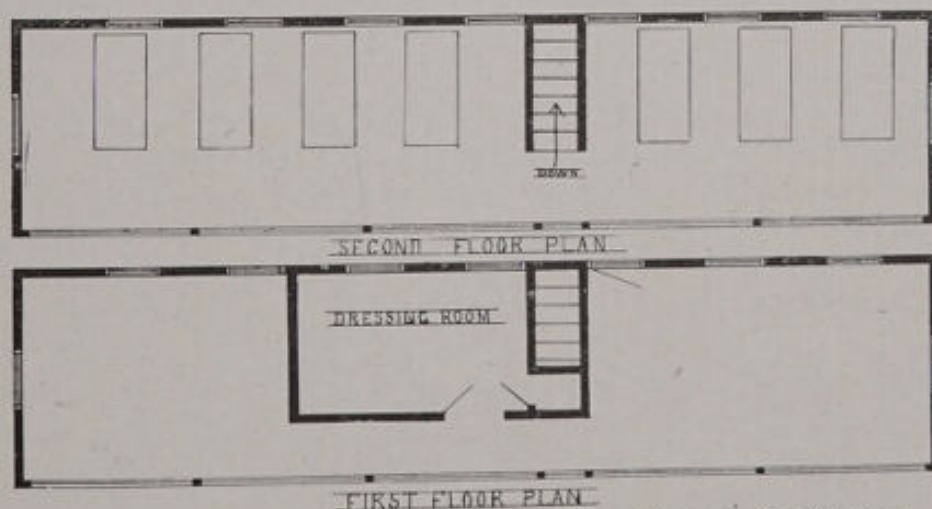 DOWN
SECOND FLOOR PLAN
DRESSING ROOM
FIRST FLOOR PLAN